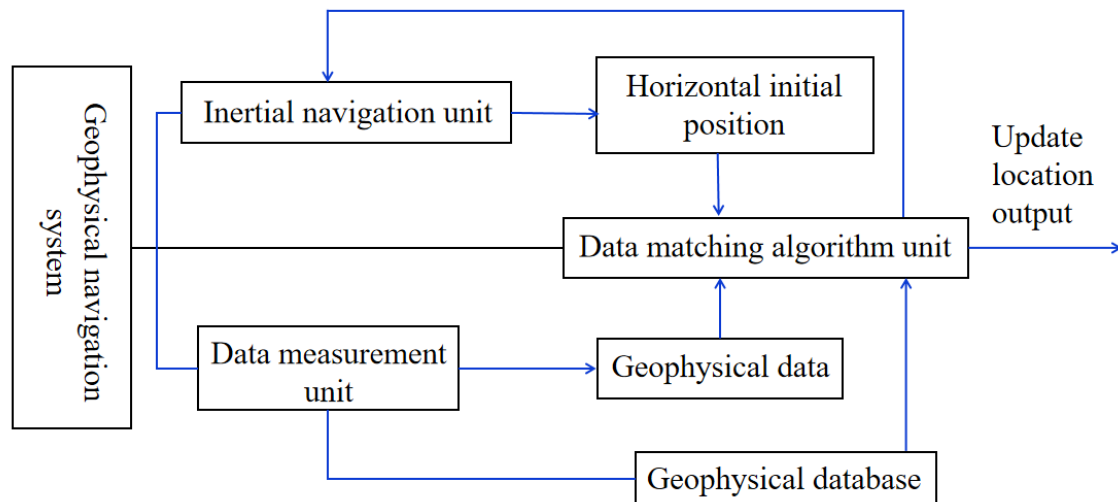 Geophysical navigation
system
Inertial navigation unit
Horizontal initial
position
Update
location
output
Data matching algorithm unit
Data measurement
unit
Geophysical data
Geophysical database